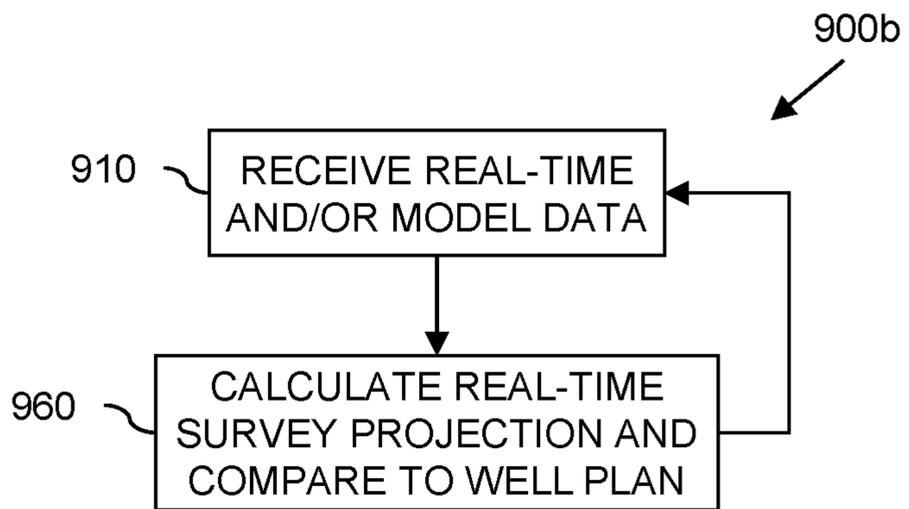 900b
910
RECEIVE REAL-TIME
AND/OR MODEL DATA
960
CALCULATE REAL-TIME
SURVEY PROJECTION AND
COMPARE TO WELL PLAN